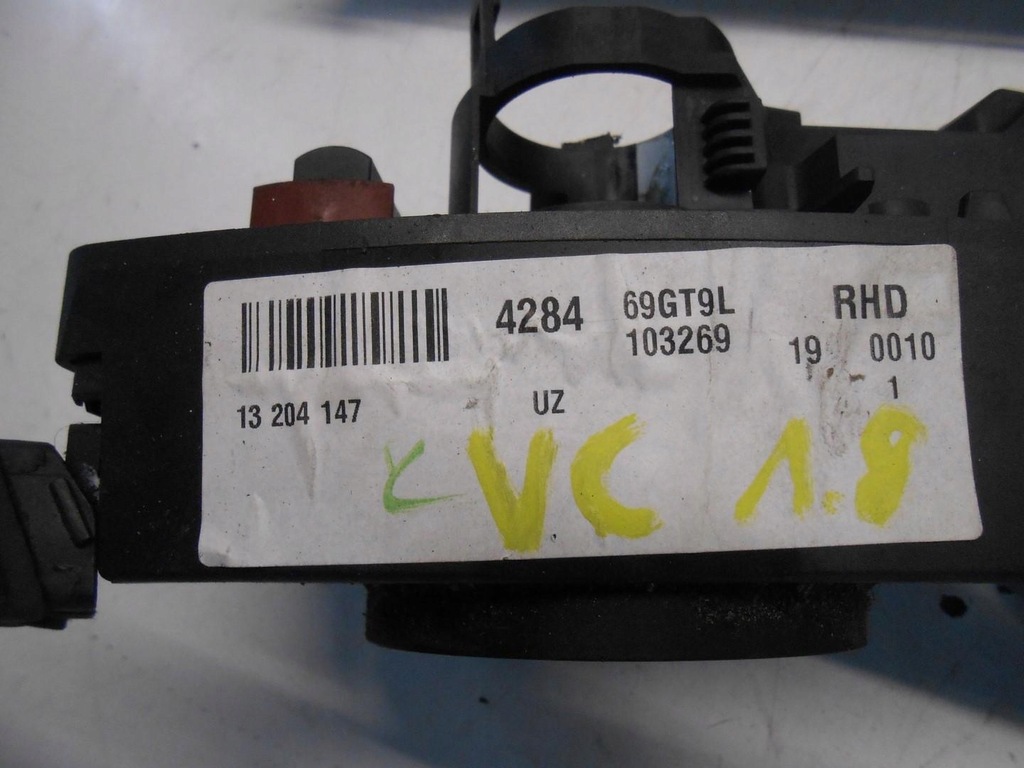 4284 69GT9L RHD
103269 19 0010
13 204 147 UZ 1
VC 1.8